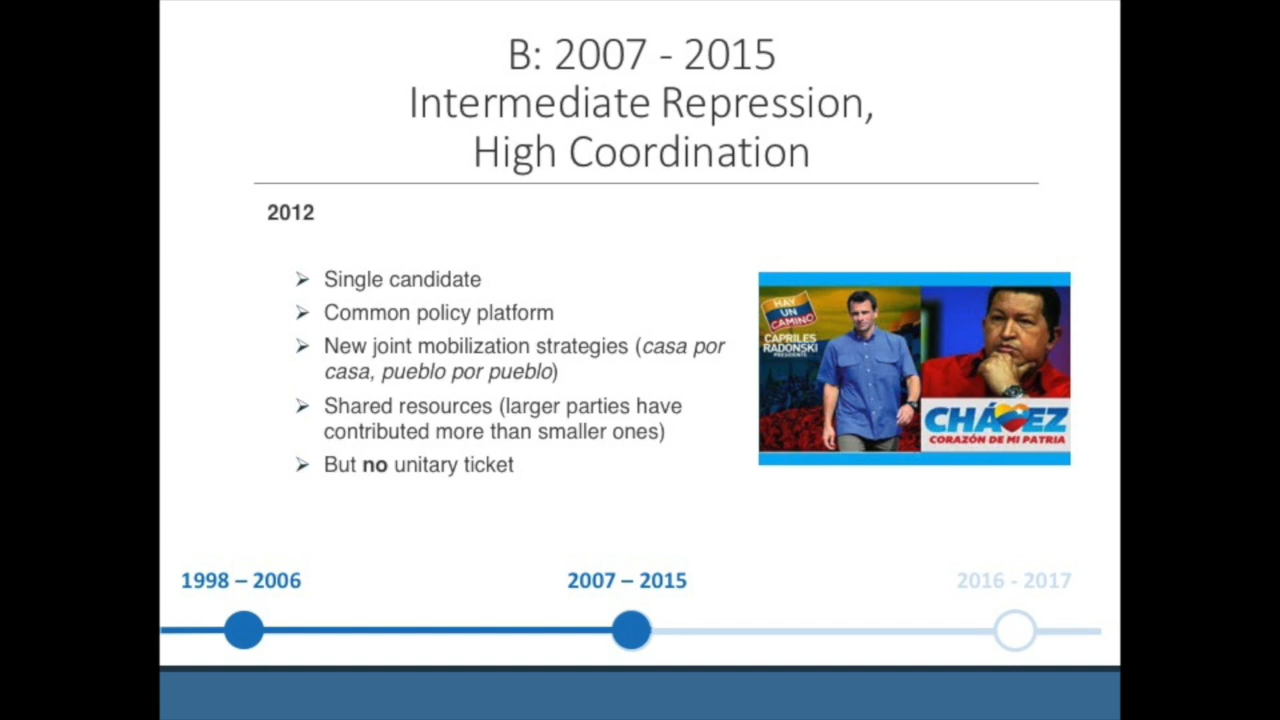 B: 2007 - 2015
Intermediate Repression,
High Coordination
2012
Single candidate
Common policy platform
New joint mobilization strategies (casa por
casa, pueblo por pueblo)
Shared resources (larger parties have
contributed more than smaller ones)
But no unitary ticket
HAY
UN
CAMINO
CAPRILES
RADONSKI
PRESIDENTE
CHÁVEZ
CORAZÓN DE MI PATRIA
1998 – 2006
2007 – 2015
2016 - 2017